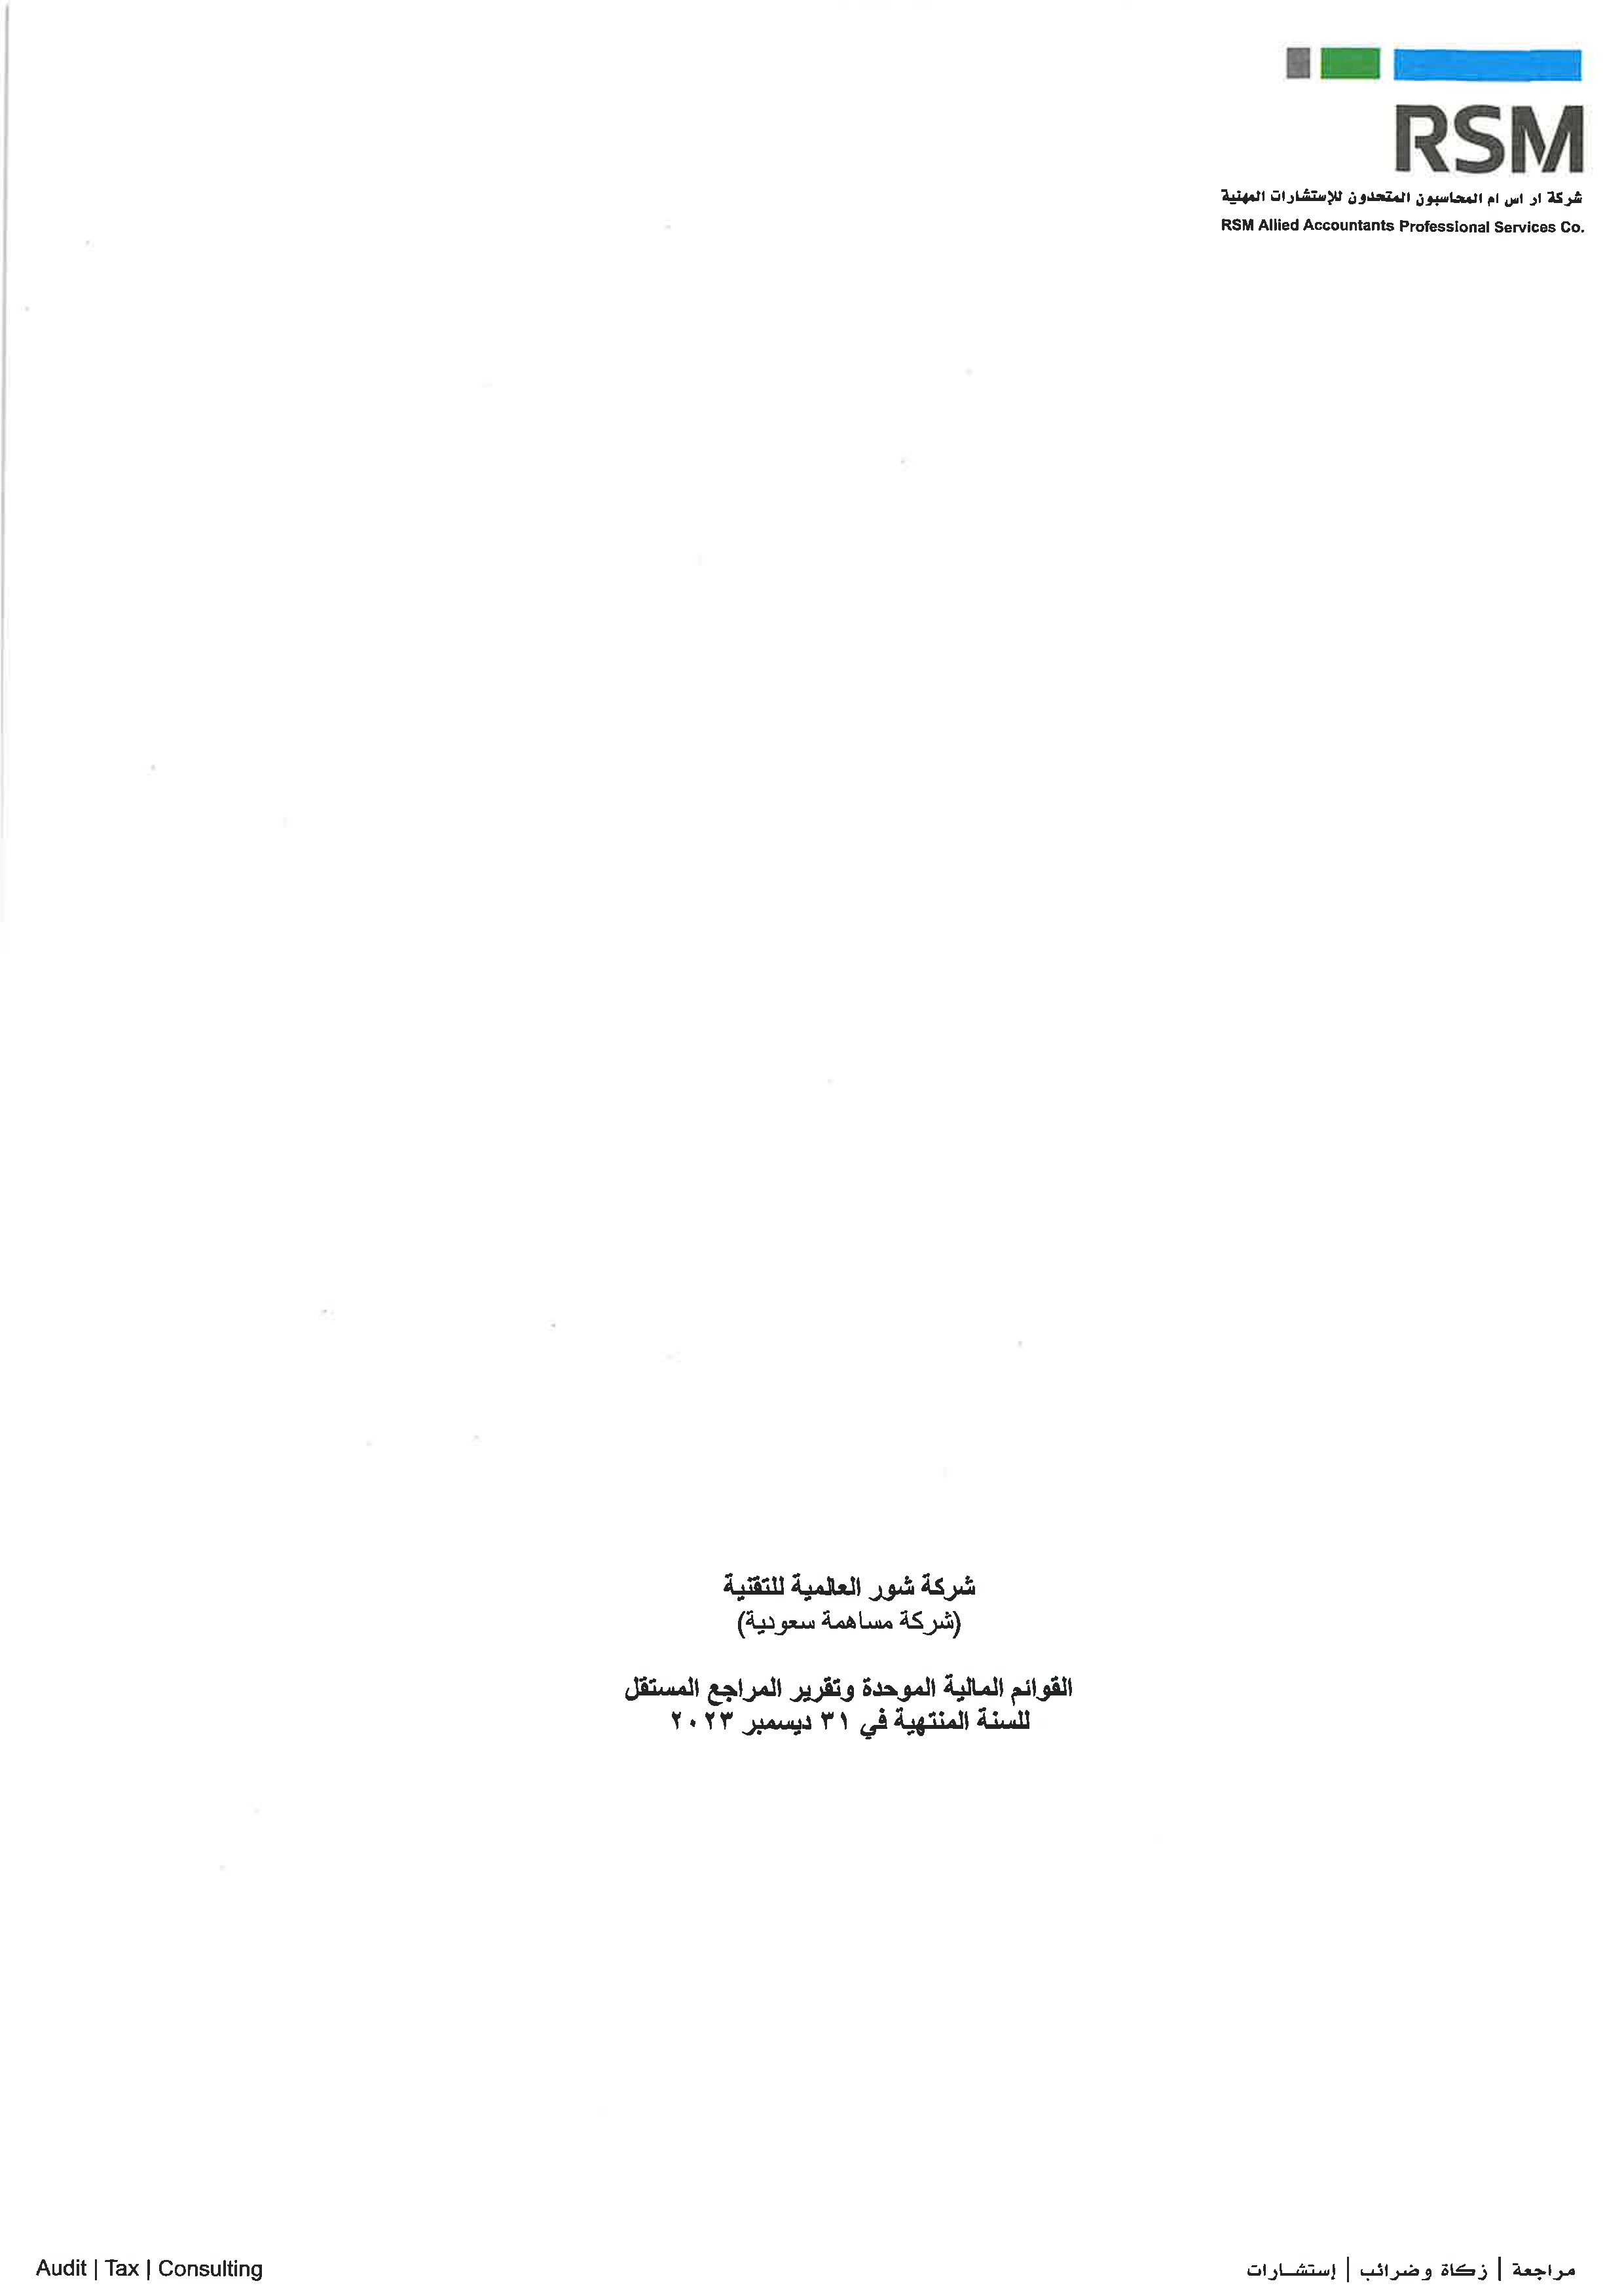 RSM
شركة ار اس ام المحاسبون المتحدون للإستشارات المهنية
RSM Allied Accountants Professional Services Co.
شركة شور العالمية للتقنية
(شركة مساهمة سعودية)
القوائم المالية الموحدة وتقرير المراجع المستقل
للسنة المنتهية في ٣١ ديسمبر ٢٠٢٣
Audit | Tax | Consulting
مراجعة | زكاة وضرائب | إستشارات